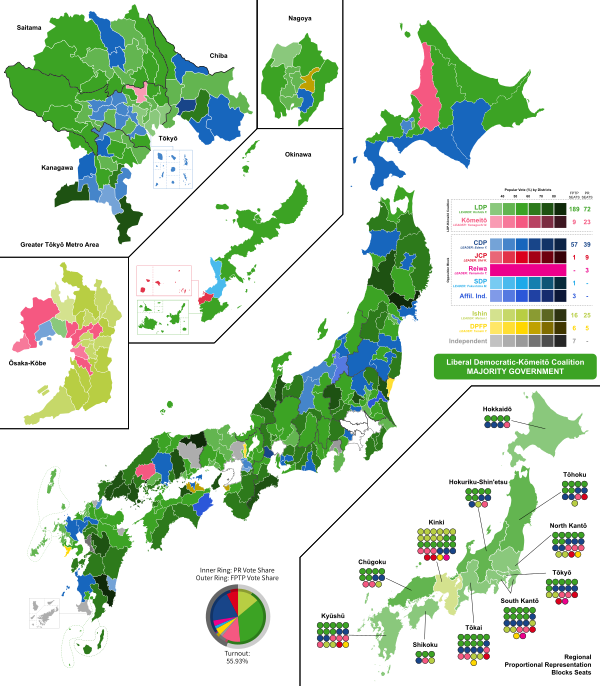 Saitama
Chiba
Tōkyō
Kanagawa
Greater Tōkyō Metro Area
Nagoya
Okinawa
Ōsaka-Kōbe
Popular Vote (%) by Districts
FPTP SEATS
PR SEATS
LDP 189 72
Kōmeitō 9 23
CDP 57 39
JCP 1 9
Reiwa - 3
SDP 1 -
Affil. Ind. 3 -
Ishin 16 25
DPFP 6 5
Independent 7 -
Liberal Democratic-Kōmeitō Coalition
MAJORITY GOVERNMENT
Hokkaidō
Tōhoku
Hokuriku-Shin'etsu
North Kantō
Kinki
Tōkyō
Chūgoku
South Kantō
Kyūshū
Shikoku
Tōkai
Regional
Proportional Representation
Blocks Seats
Inner Ring: PR Vote Share
Outer Ring: FPTP Vote Share
Turnout:
55.93%